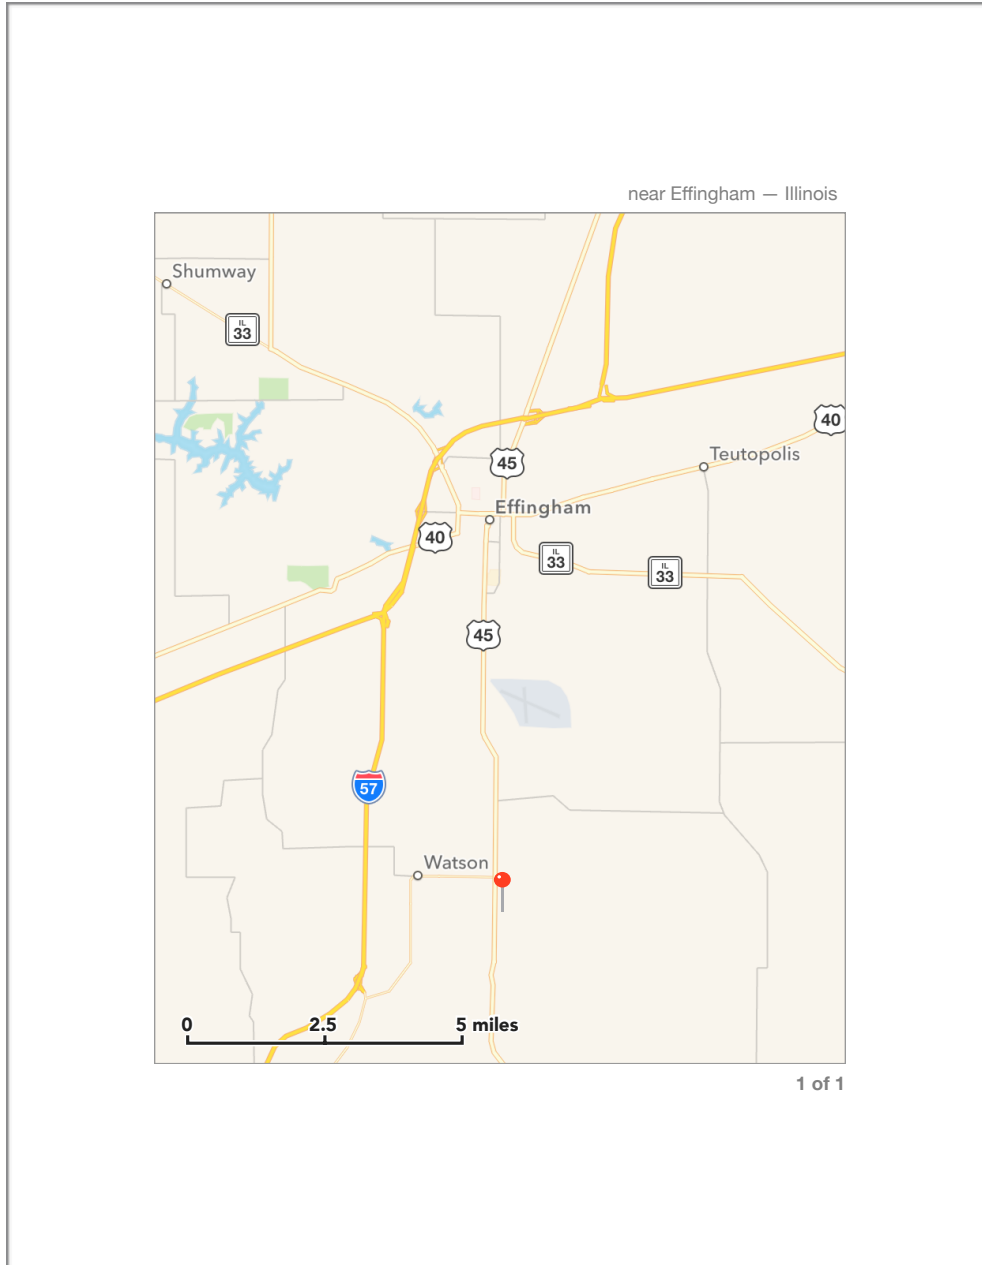 near Effingham — Illinois
Shumway
IL
33
40
45
Teutopolis
Effingham
40
IL
33
IL
33
45
57
Watson
0 2.5 5 miles
1 of 1